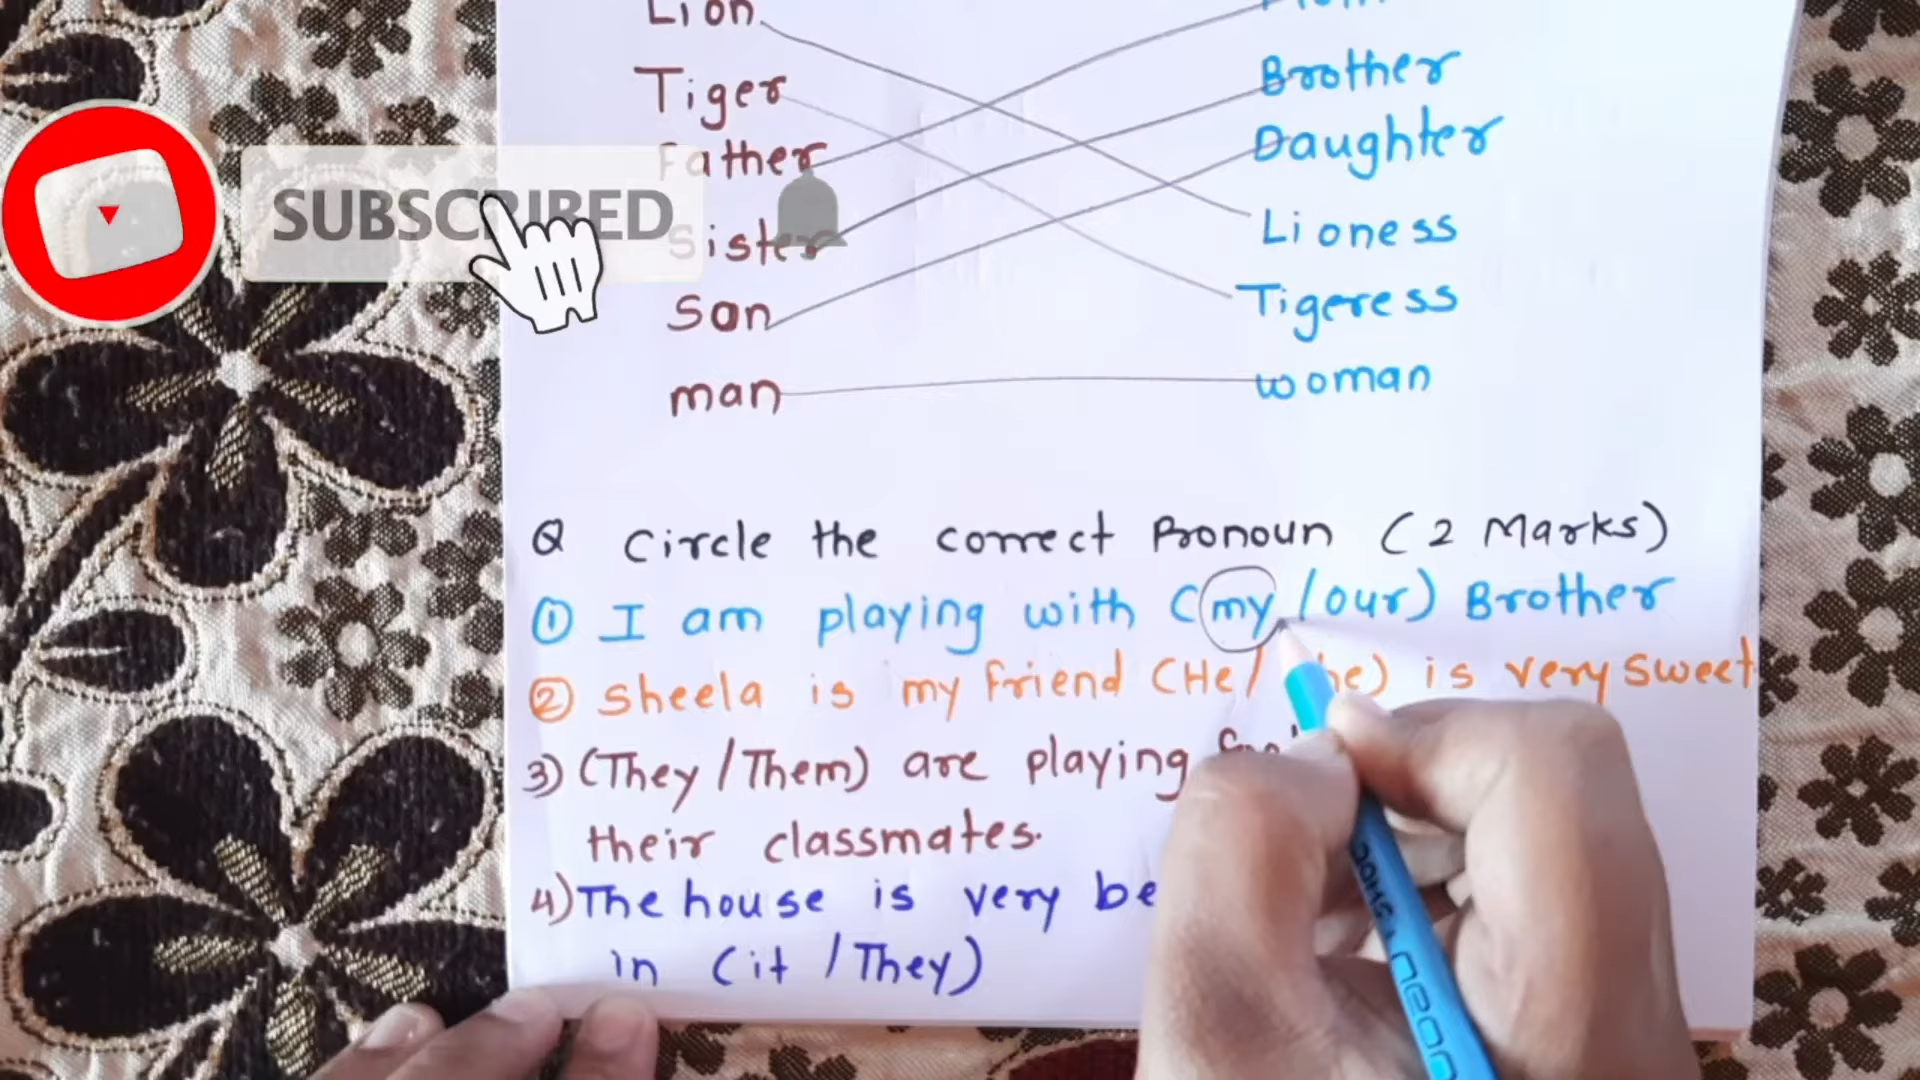 Lion
Tiger Brother
Father Daughter
SUBSCRIBED
Sister Lioness
Son Tigeress
man woman
Q Circle the correct Pronoun (2 Marks)
① I am playing with (my/our) Brother
② Sheela is my friend (He/ is very sweet
3) (They/Them) are playing
their classmates.
4) The house is very
in (it/They)
neon